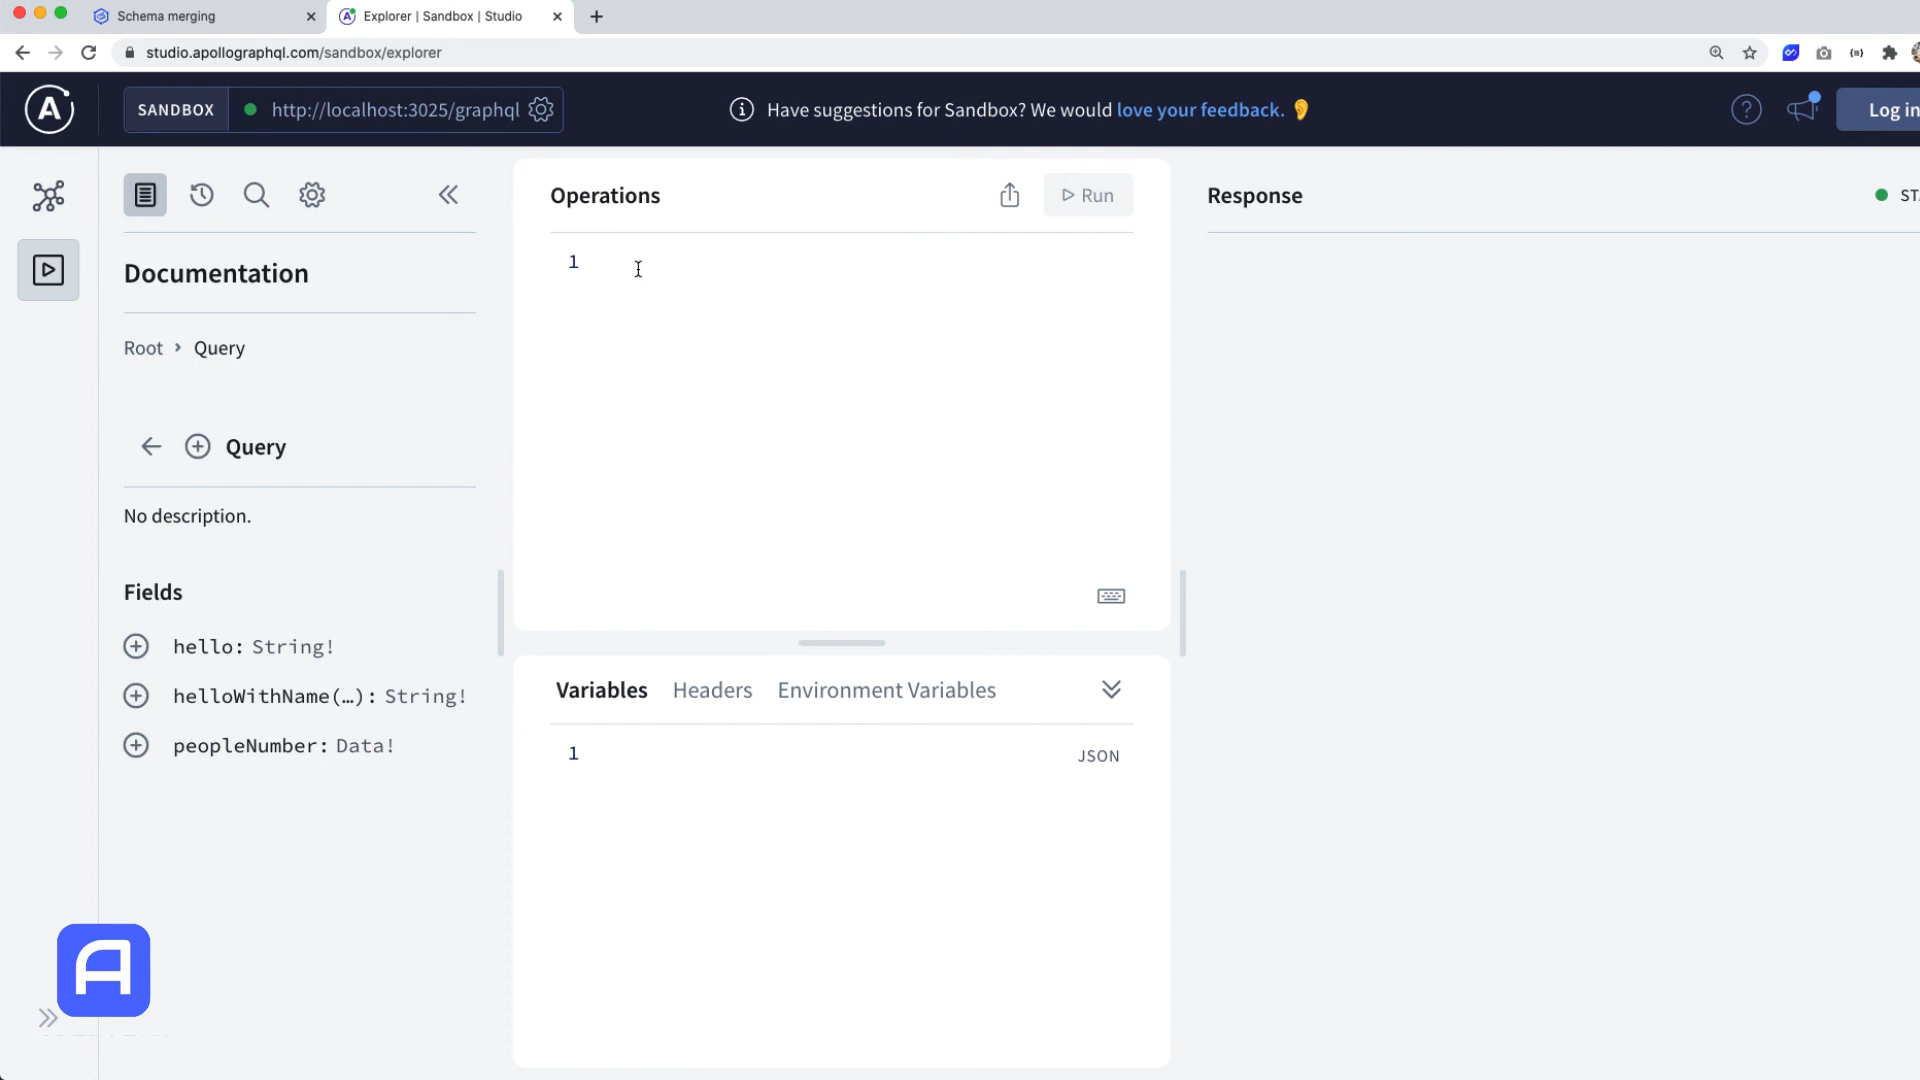 Schema merging
Explorer | Sandbox | Studio
studio.apollographql.com/sandbox/explorer
SANDBOX
http://localhost:3025/graphql
Have suggestions for Sandbox? We would love your feedback. 👂
Log in
Documentation
Root › Query
Query
No description.
Fields
hello: String!
helloWithName(…): String!
peopleNumber: Data!
Operations
Run
1
Variables
Headers
Environment Variables
1
JSON
Response